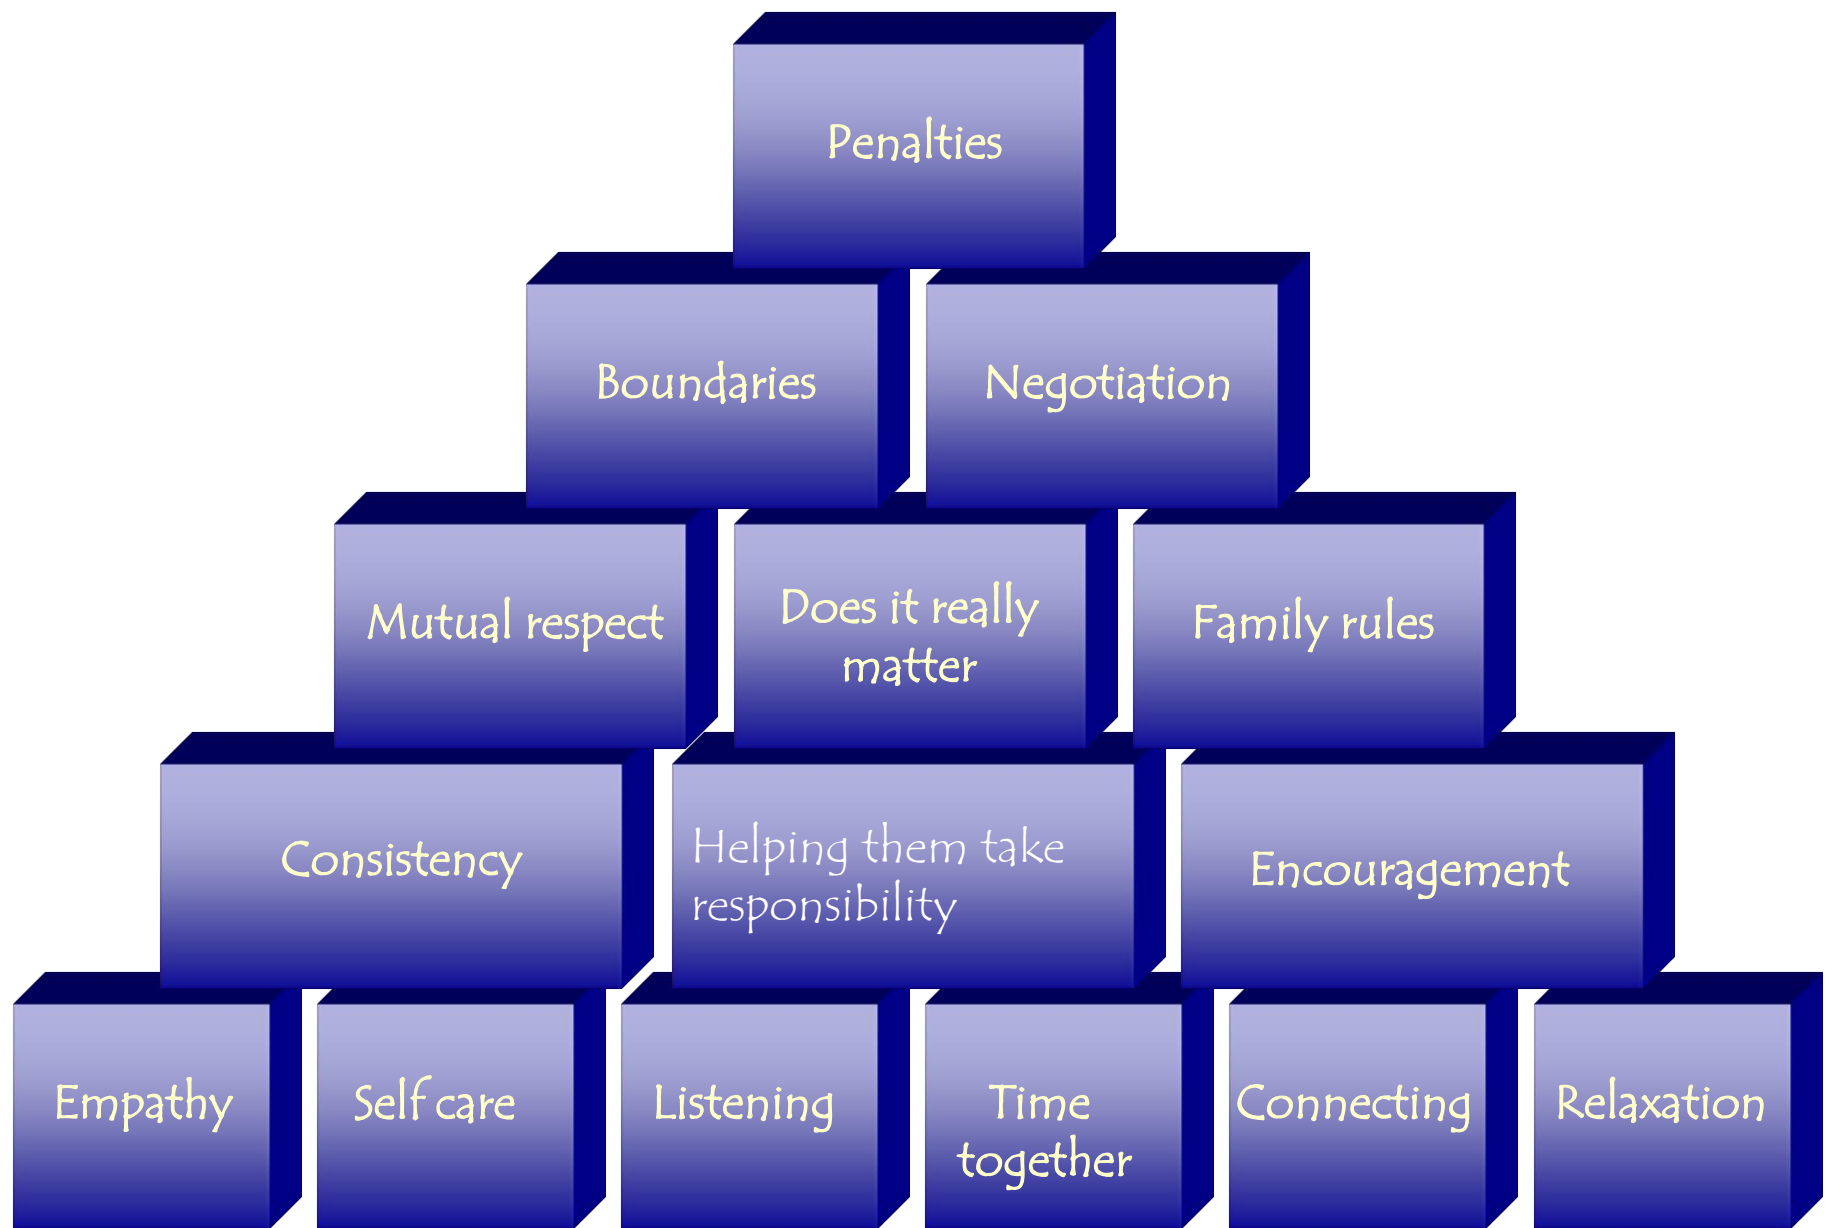 Penalties
Boundaries
Negotiation
Mutual respect
Does it really
matter
Family rules
Consistency
Helping them take
responsibility
Encouragement
Empathy
Self care
Listening
Time
together
Connecting
Relaxation